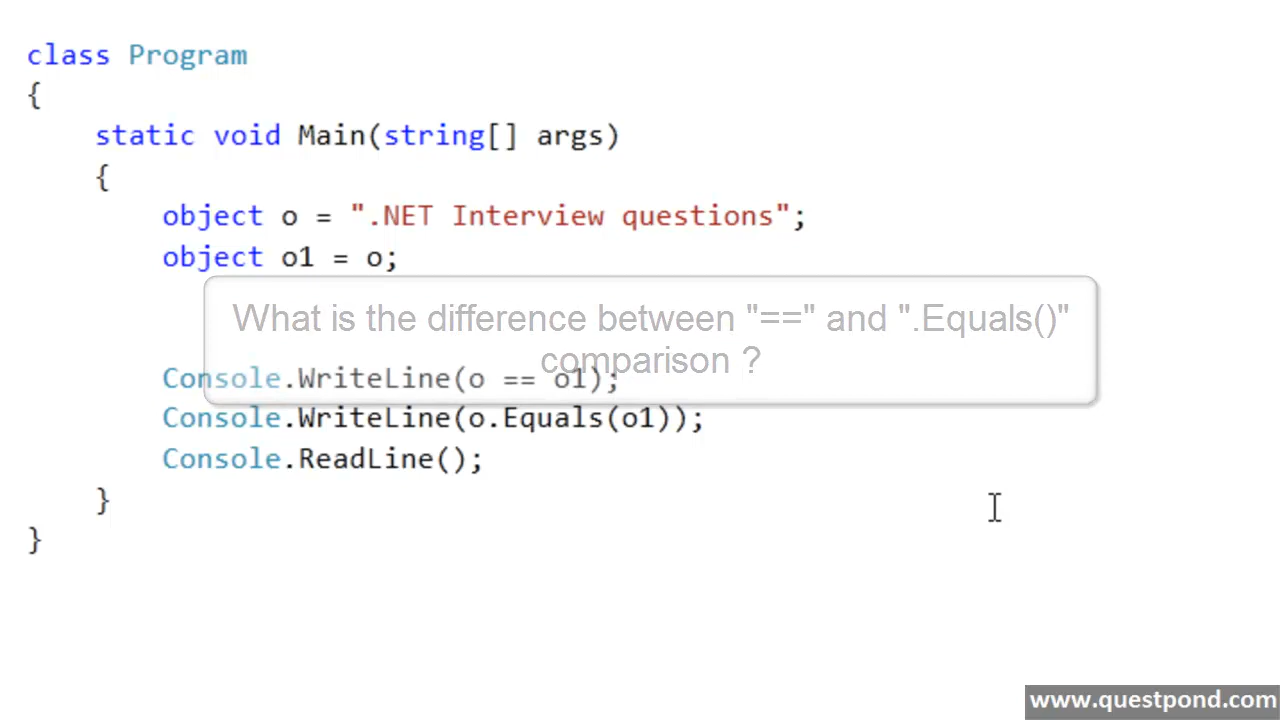 class Program
{
static void Main(string[] args)
{
object o = ".NET Interview questions";
object o1 = o;
What is the difference between "==" and ".Equals()"
comparison ?
Console.WriteLine(o == o1);
Console.WriteLine(o.Equals(o1));
Console.ReadLine();
}
}
www.questpond.com